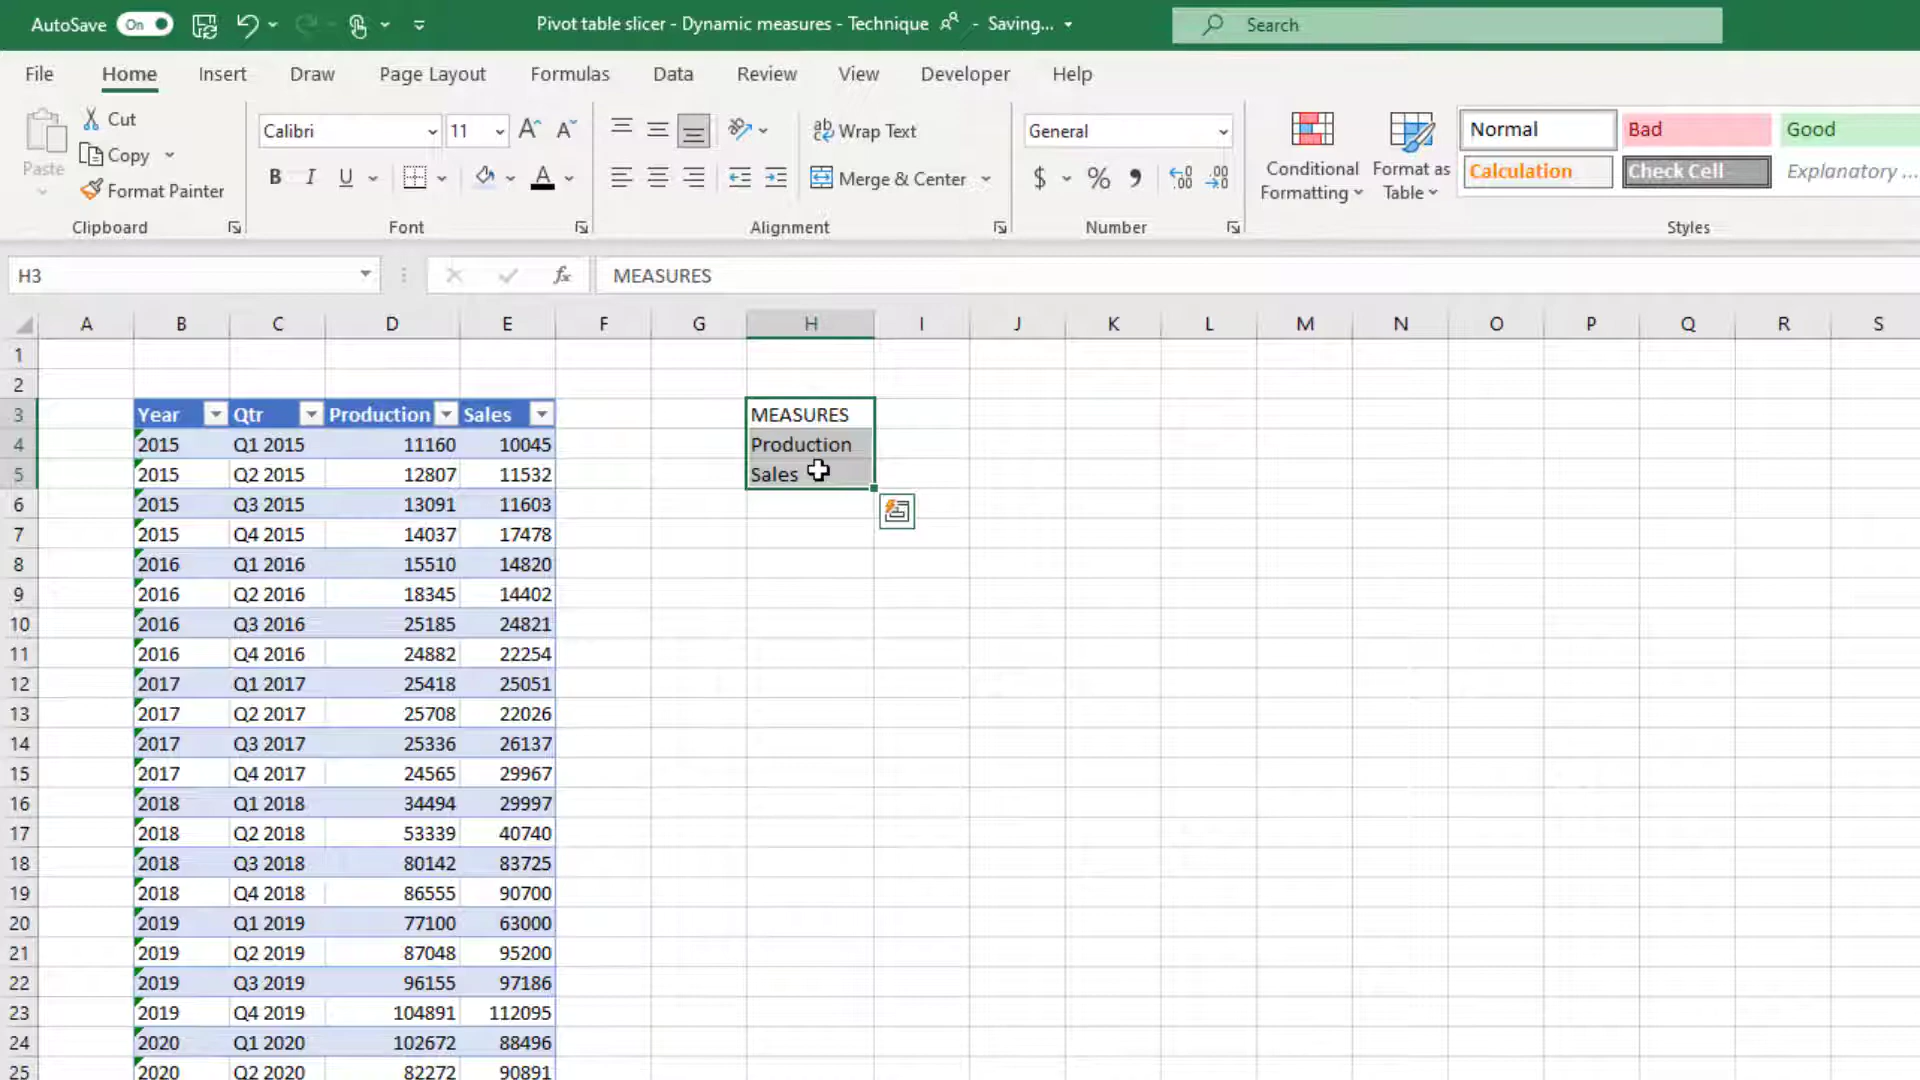 AutoSave On Pivot table slicer - Dynamic measures - Technique - Saving... Search
File Home Insert Draw Page Layout Formulas Data Review View Developer Help
Paste
Cut
Copy
Format Painter
Clipboard
Calibri 11
B I U
Font
Wrap Text
Merge & Center
Alignment
General
$ %
Number
Conditional Formatting
Format as Table
Normal Bad Good
Calculation Check Cell Explanatory ...
Styles
H3 fx MEASURES
A B C D E F G H I J K L M N O P Q R S
1
2
3 Year Qtr Production Sales MEASURES
4 2015 Q1 2015 11160 10045 Production
5 2015 Q2 2015 12807 11532 Sales
6 2015 Q3 2015 13091 11603
7 2015 Q4 2015 14037 17478
8 2016 Q1 2016 15510 14820
9 2016 Q2 2016 18345 14402
10 2016 Q3 2016 25185 24821
11 2016 Q4 2016 24882 22254
12 2017 Q1 2017 25418 25051
13 2017 Q2 2017 25708 22026
14 2017 Q3 2017 25336 26137
15 2017 Q4 2017 24565 29967
16 2018 Q1 2018 34494 29997
17 2018 Q2 2018 53339 40740
18 2018 Q3 2018 80142 83725
19 2018 Q4 2018 86555 90700
20 2019 Q1 2019 77100 63000
21 2019 Q2 2019 87048 95200
22 2019 Q3 2019 96155 97186
23 2019 Q4 2019 104891 112095
24 2020 Q1 2020 102672 88496
25 2020 Q2 2020 82272 90891